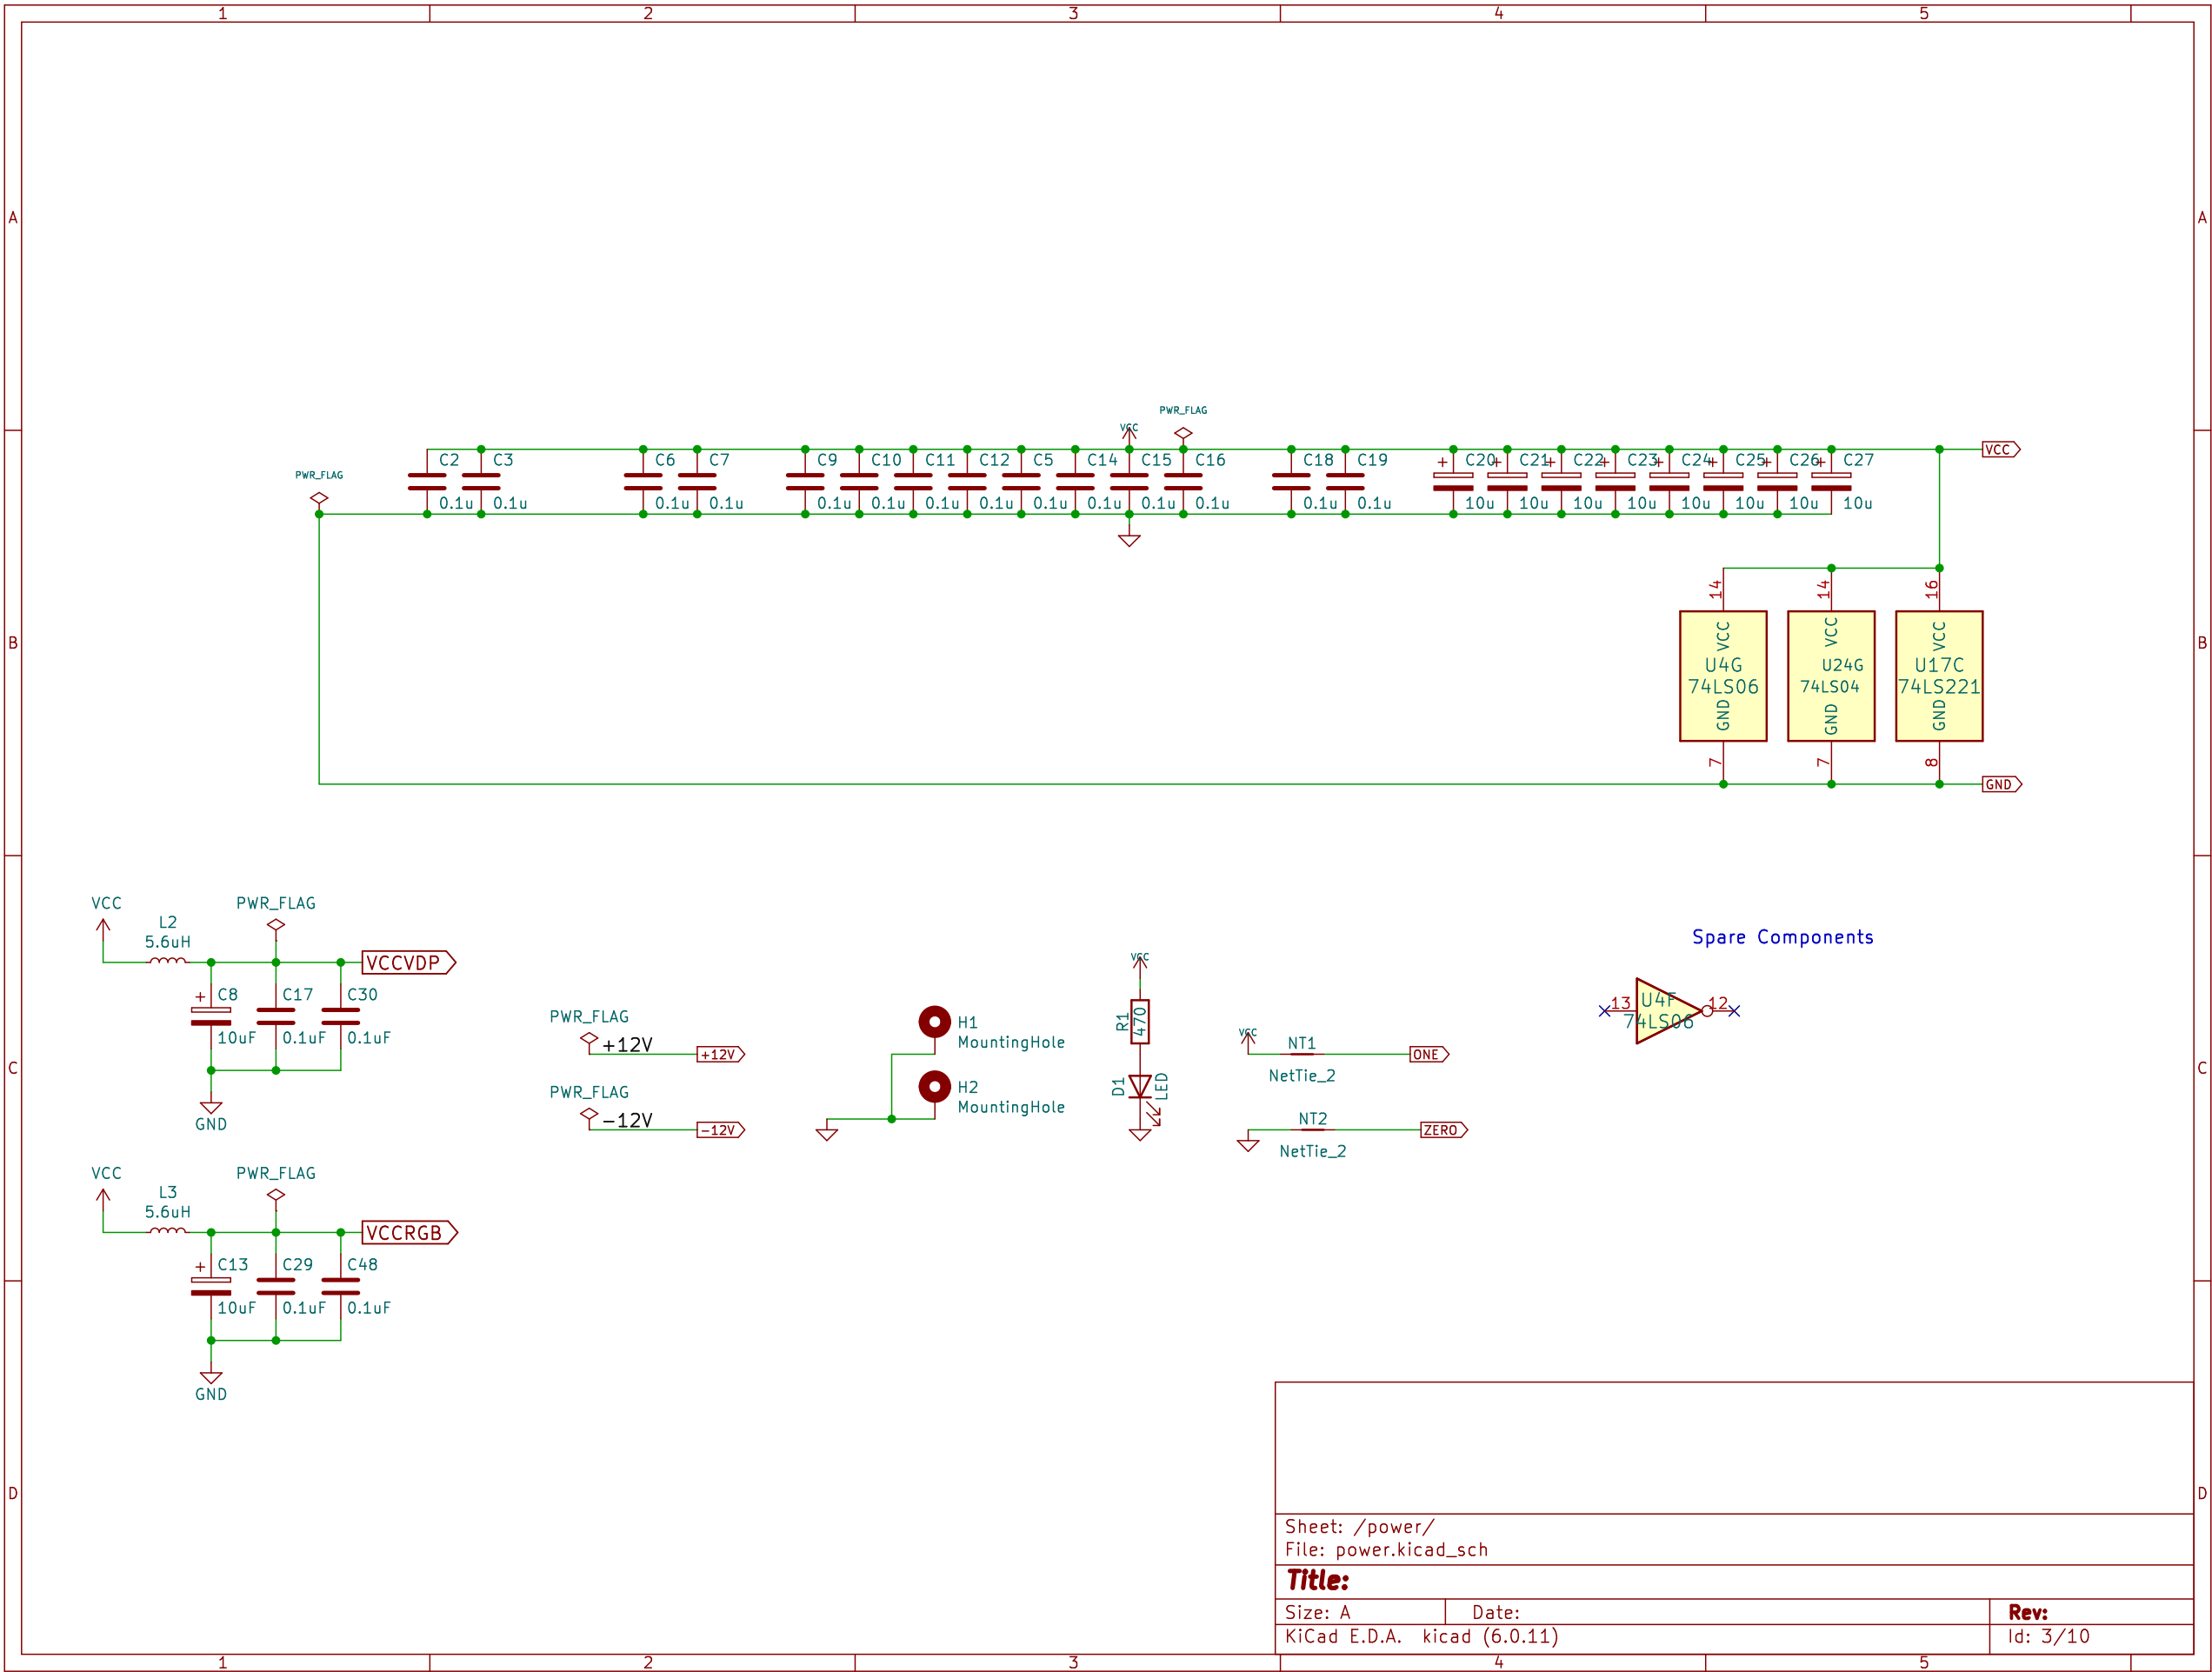 1 2 3 4 5
A A
PWR_FLAG
VCC
C2 C3 C6 C7 C9 C10 C11 C12 C5 C14 C15 C16 C18 C19 C20 C21 C22 C23 C24 C25 C26 C27 VCC
+ + + + + + + +
PWR_FLAG
0.1u 0.1u 0.1u 0.1u 0.1u 0.1u 0.1u 0.1u 0.1u 0.1u 0.1u 0.1u 0.1u 0.1u 10u 10u 10u 10u 10u 10u 10u 10u
14 14 16
B B
VCC VCC VCC
U4G U24G U17C
74LS06 74LS04 74LS221
GND GND GND
7 7 8
GND
VCC PWR_FLAG
L2
5.6uH
VCCVDP
+ C8 C17 C30
10uF 0.1uF 0.1uF
GND
Spare Components
13 U4F 12
74LS06
PWR_FLAG
+12V +12V
PWR_FLAG
-12V -12V
H1
MountingHole
H2
MountingHole
VCC
R1 470
D1 LED
VCC
NT1 ONE
NetTie_2
NT2 ZERO
NetTie_2
C C
VCC PWR_FLAG
L3
5.6uH
VCCRGB
+ C13 C29 C48
10uF 0.1uF 0.1uF
GND
D D
Sheet: /power/
File: power.kicad_sch
Title:
Size: A Date: Rev:
KiCad E.D.A. kicad (6.0.11) Id: 3/10
1 2 3 4 5